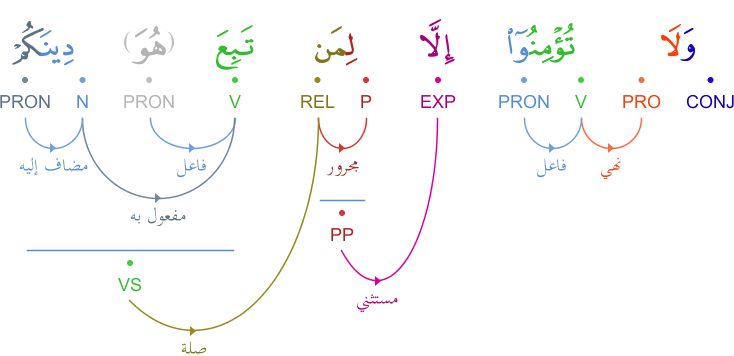 وَلَا تُؤْمِنُوٓا۟ إِلَّا لِمَن تَبِعَ (هُوَ) دِينَكُمْ
CONJ PRO V PRON EXP P REL V PRON N PRON
نهي فاعل مجرور فاعل مضاف إليه
مفعول به
PP
VS
مستثني
صلة